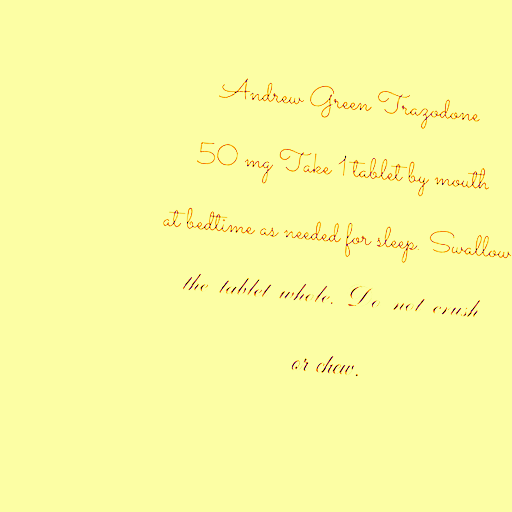 Andrew Green Trazodone
50 mg Take 1 tablet by mouth
at bedtime as needed for sleep. Swallow
the tablet whole. Do not crush
or chew.